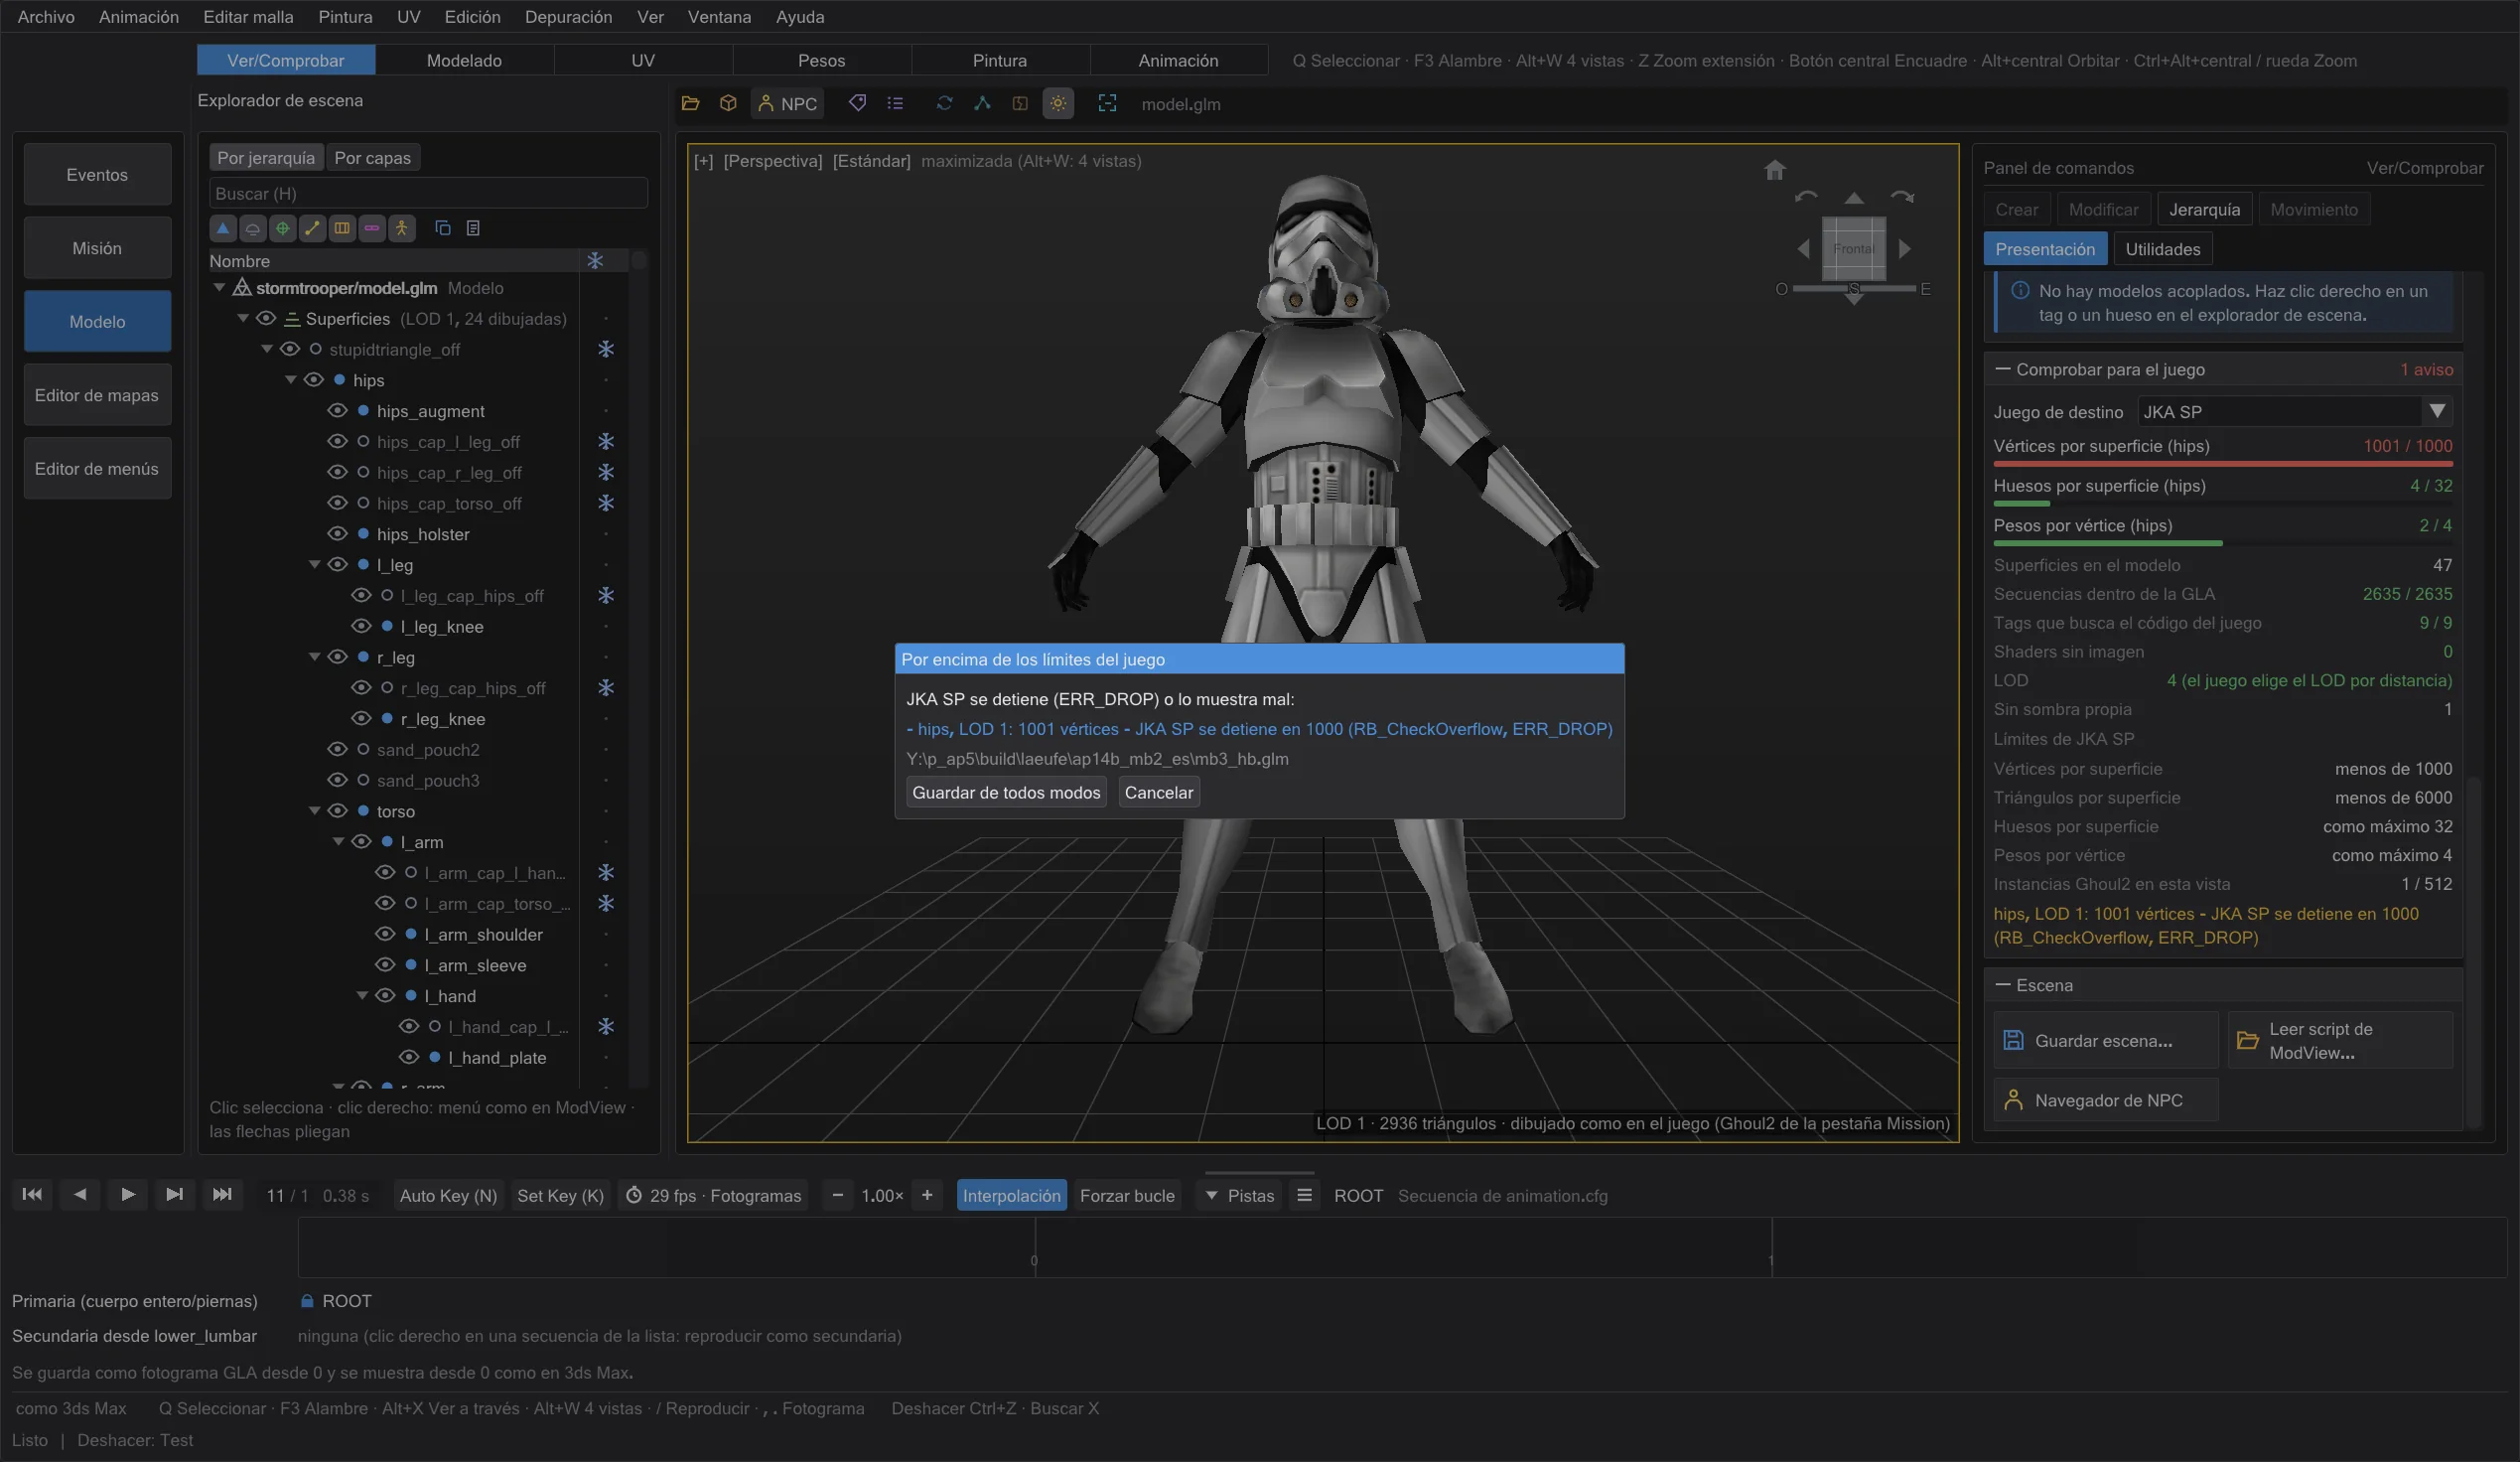 Archivo Animación Editar malla Pintura UV Edición Depuración Ver Ventana Ayuda
Ver/Comprobar Modelado UV Pesos Pintura Animación Q Seleccionar · F3 Alambre · Alt+W 4 vistas · Z Zoom extensión · Botón central Encuadre · Alt+central Orbitar · Ctrl+Alt+central / rueda Zoom
Explorador de escena
NPC model.glm
Eventos
Misión
Modelo
Editor de mapas
Editor de menús
Por jerarquía Por capas
Buscar (H)
Nombre
stormtrooper/model.glm Modelo
Superficies (LOD 1, 24 dibujadas)
stupidtriangle_off
hips
hips_augment
hips_cap_l_leg_off
hips_cap_r_leg_off
hips_cap_torso_off
hips_holster
l_leg
l_leg_cap_hips_off
l_leg_knee
r_leg
r_leg_cap_hips_off
r_leg_knee
sand_pouch2
sand_pouch3
torso
l_arm
l_arm_cap_l_han...
l_arm_cap_torso_...
l_arm_shoulder
l_arm_sleeve
l_hand
l_hand_cap_l_...
l_hand_plate
r_arm
Clic selecciona · clic derecho: menú como en ModView ·
las flechas pliegan
[+] [Perspectiva] [Estándar] maximizada (Alt+W: 4 vistas)
Frontal
O S E
Por encima de los límites del juego
JKA SP se detiene (ERR_DROP) o lo muestra mal:
- hips, LOD 1: 1001 vértices - JKA SP se detiene en 1000 (RB_CheckOverflow, ERR_DROP)
Y:\p_ap5\build\laeufe\ap14b_mb2_es\mb3_hb.glm
Guardar de todos modos Cancelar
LOD 1 · 2936 triángulos · dibujado como en el juego (Ghoul2 de la pestaña Mission)
Panel de comandos Ver/Comprobar
Crear Modificar Jerarquía Movimiento
Presentación Utilidades
No hay modelos acoplados. Haz clic derecho en un
tag o un hueso en el explorador de escena.
Comprobar para el juego 1 aviso
Juego de destino JKA SP
Vértices por superficie (hips) 1001 / 1000
Huesos por superficie (hips) 4 / 32
Pesos por vértice (hips) 2 / 4
Superficies en el modelo 47
Secuencias dentro de la GLA 2635 / 2635
Tags que busca el código del juego 9 / 9
Shaders sin imagen 0
LOD 4 (el juego elige el LOD por distancia)
Sin sombra propia 1
Límites de JKA SP
Vértices por superficie menos de 1000
Triángulos por superficie menos de 6000
Huesos por superficie como máximo 32
Pesos por vértice como máximo 4
Instancias Ghoul2 en esta vista 1 / 512
hips, LOD 1: 1001 vértices - JKA SP se detiene en 1000
(RB_CheckOverflow, ERR_DROP)
Escena
Guardar escena...
Leer script de
ModView...
Navegador de NPC
11 / 1 0.38 s Auto Key (N) Set Key (K) 29 fps · Fotogramas − 1.00× + Interpolación Forzar bucle Pistas ROOT Secuencia de animation.cfg
0 1
Primaria (cuerpo entero/piernas) ROOT
Secundaria desde lower_lumbar ninguna (clic derecho en una secuencia de la lista: reproducir como secundaria)
Se guarda como fotograma GLA desde 0 y se muestra desde 0 como en 3ds Max.
como 3ds Max Q Seleccionar · F3 Alambre · Alt+X Ver a través · Alt+W 4 vistas · / Reproducir · , . Fotograma Deshacer Ctrl+Z · Buscar X
Listo | Deshacer: Test